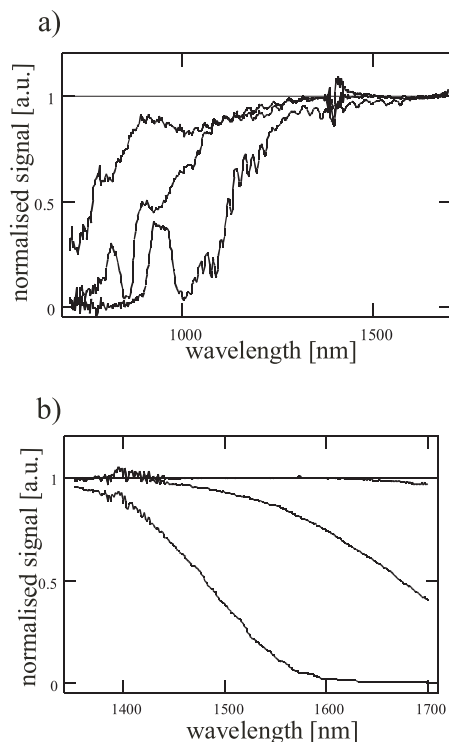 a)
normalised signal [a.u.]
1
0.5
0
1000
1500
wavelength [nm]
b)
normalised signal [a.u.]
1
0.5
0
1400
1500
1600
1700
wavelength [nm]